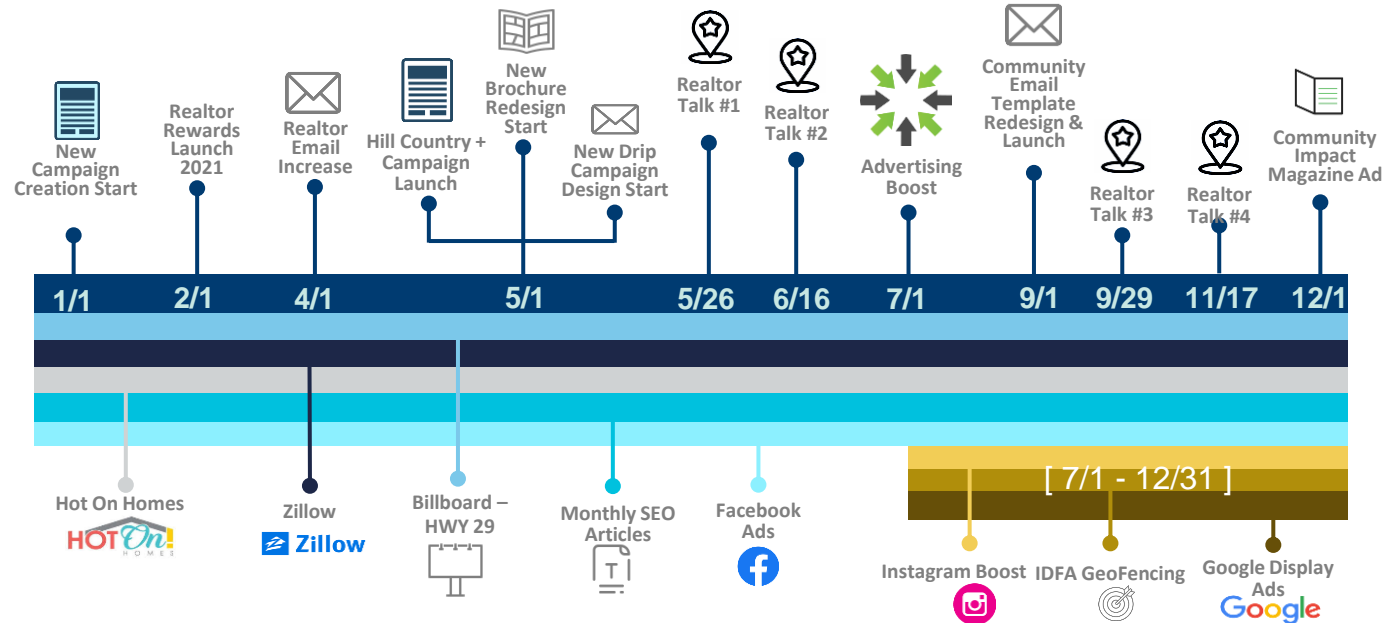 New
Campaign
Creation Start
Realtor
Rewards
Launch
2021
Realtor
Email
Increase
Hill Country +
Campaign
Launch
New
Brochure
Redesign
Start
New Drip
Campaign
Design Start
Realtor
Talk #1
Realtor
Talk #2
Advertising
Boost
Community
Email
Template
Redesign &
Launch
Realtor
Talk #3
Realtor
Talk #4
Community
Impact
Magazine Ad
1/1
2/1
4/1
5/1
5/26
6/16
7/1
9/1
9/29
11/17
12/1
[ 7/1 - 12/31 ]
Hot On Homes
HOT On!
HOMES
Zillow
Zillow
Billboard –
HWY 29
Monthly SEO
Articles
T
Facebook
Ads
f
Instagram Boost
IDFA GeoFencing
Google Display
Ads
Google